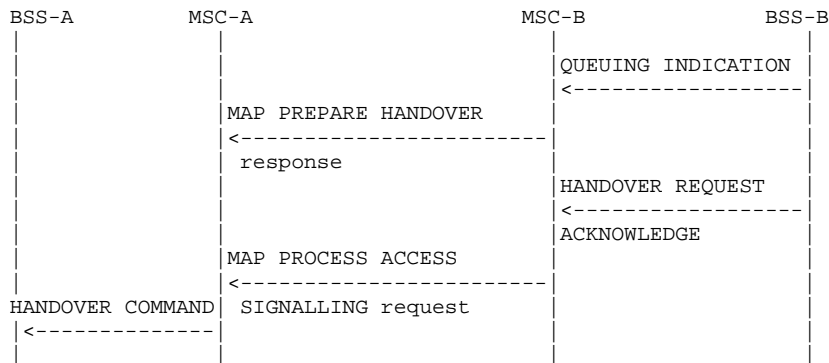 BSS-A MSC-A MSC-B BSS-B
QUEUING INDICATION
MAP PREPARE HANDOVER
response
HANDOVER REQUEST
ACKNOWLEDGE
MAP PROCESS ACCESS
HANDOVER COMMAND SIGNALLING request